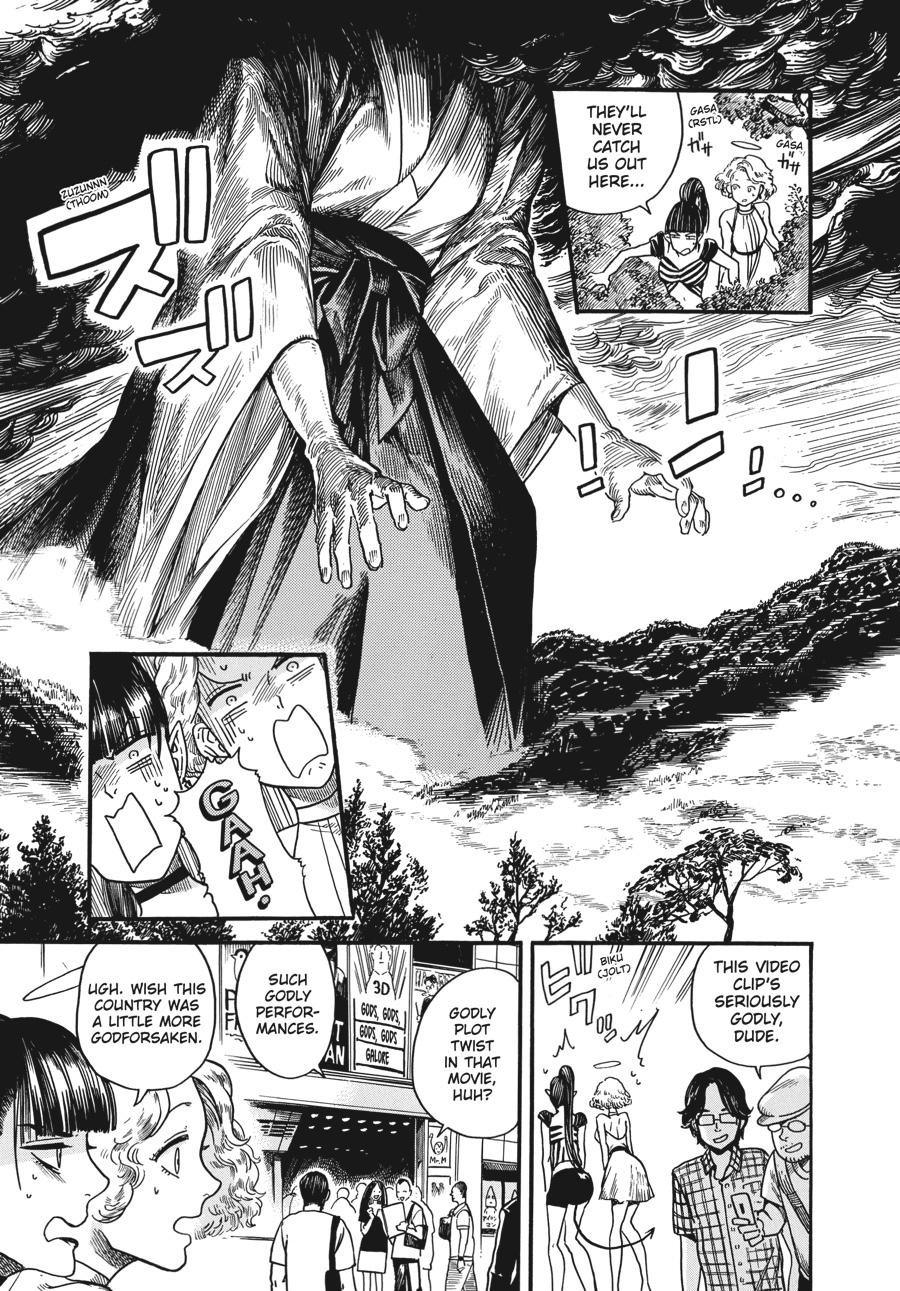 THEY'LL
NEVER
CATCH
US OUT
HERE...
GASA
(RSTL)
ガサ
GASA
ガサ
ZUZUNNN
(THOOM)
ズズ
GAAH.
THIS VIDEO
CLIP'S
SERIOUSLY
GODLY,
DUDE.
BIKU
(JOLT)
ビクッ
GODLY
PLOT
TWIST
IN THAT
MOVIE,
HUH?
3D
GODS, GODS,
GODS, GODS
GALORE
SUCH
GODLY
PERFOR-
MANCES.
UGH. WISH THIS
COUNTRY WAS
A LITTLE MORE
GODFORSAKEN.